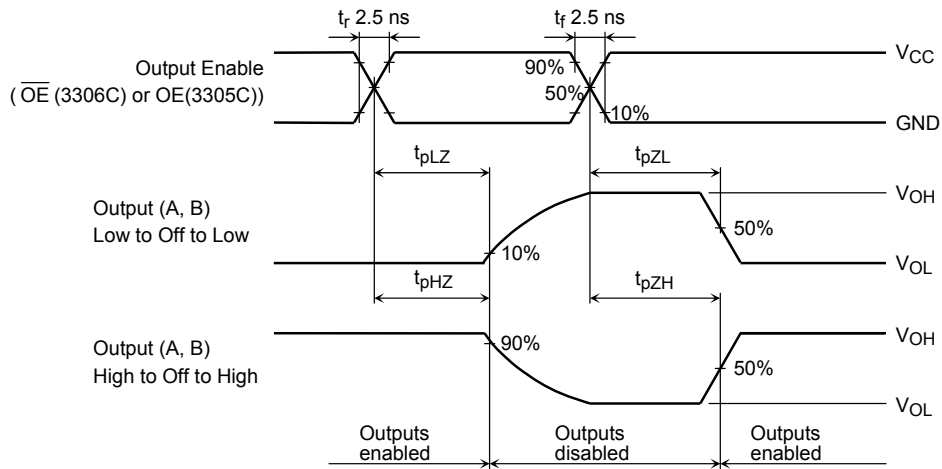 tr 2.5 ns
tf 2.5 ns
Output Enable
( OE (3306C) or OE(3305C))
90%
50%
10%
VCC
GND
tpLZ
tpZL
Output (A, B)
Low to Off to Low
10%
50%
VOH
VOL
tpHZ
tpZH
Output (A, B)
High to Off to High
90%
50%
VOH
VOL
Outputs
enabled
Outputs
disabled
Outputs
enabled